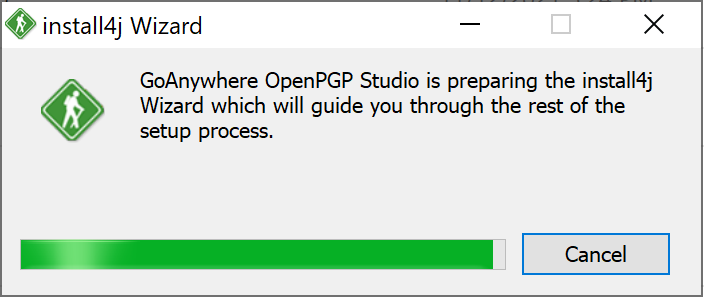 install4j Wizard
GoAnywhere OpenPGP Studio is preparing the install4j
Wizard which will guide you through the rest of the
setup process.
Cancel